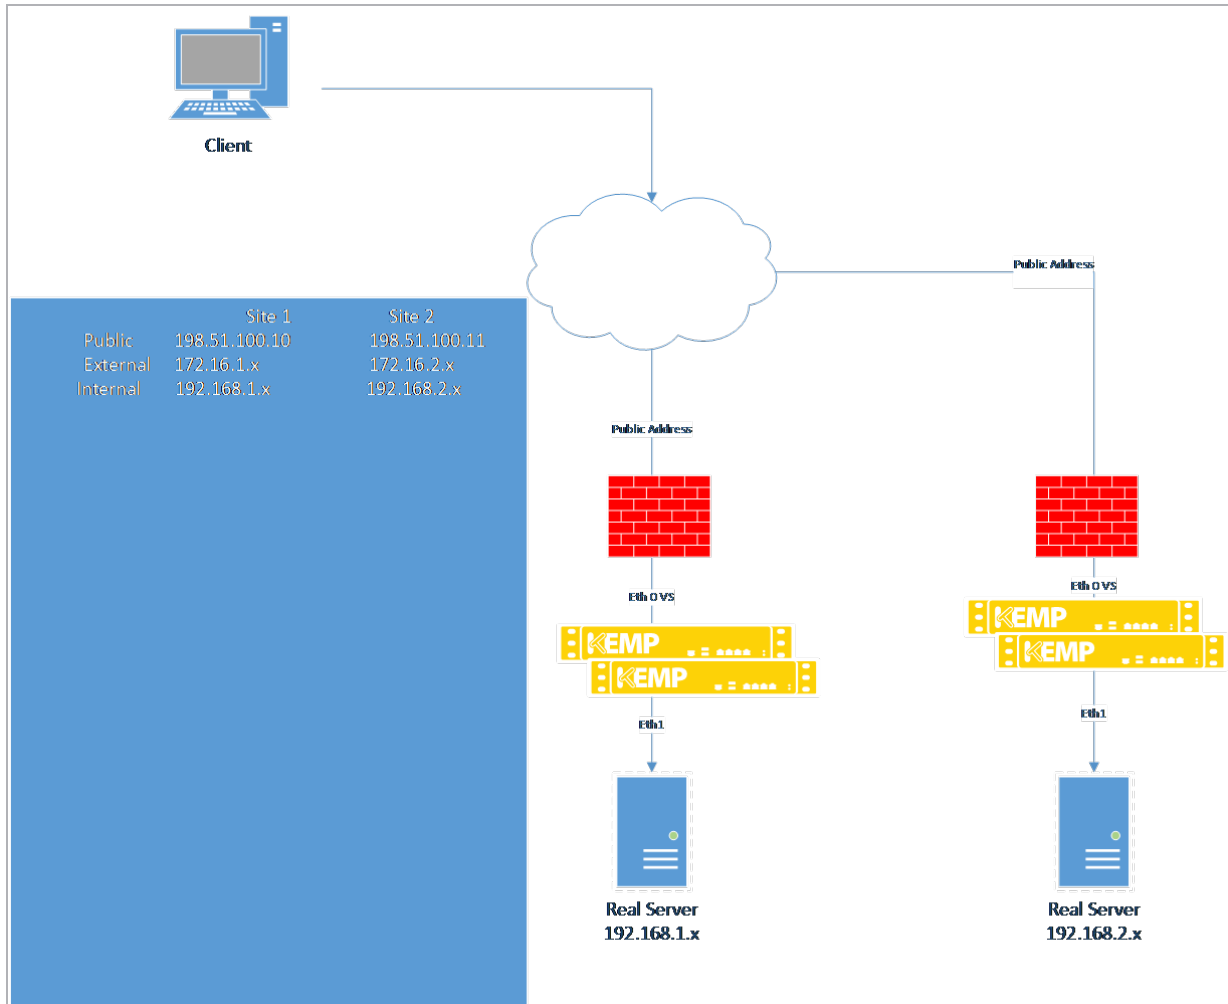 Client
Public Address
Site 1 Site 2
Public 198.51.100.10 198.51.100.11
External 172.16.1.x 172.16.2.x
Internal 192.168.1.x 192.168.2.x
Public Address
Eth 0 VS
KEMP
KEMP
Eth1
Real Server
192.168.1.x
Eth 0 VS
KEMP
KEMP
Eth1
Real Server
192.168.2.x